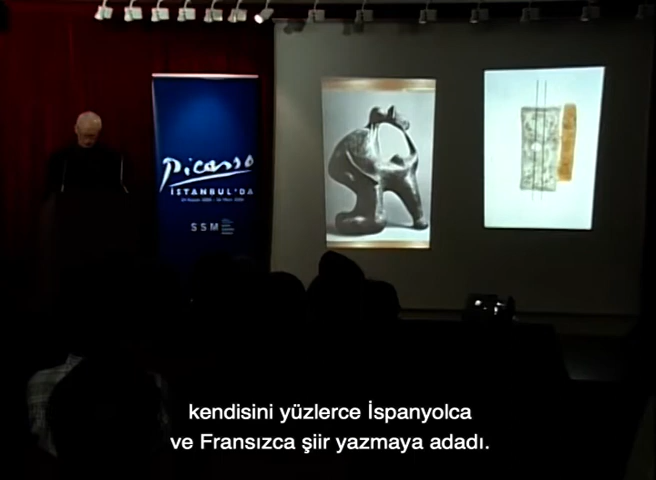 Picasso
İSTANBUL'DA
SSM
kendisini yüzlerce İspanyolca
ve Fransızca şiir yazmaya adadı.